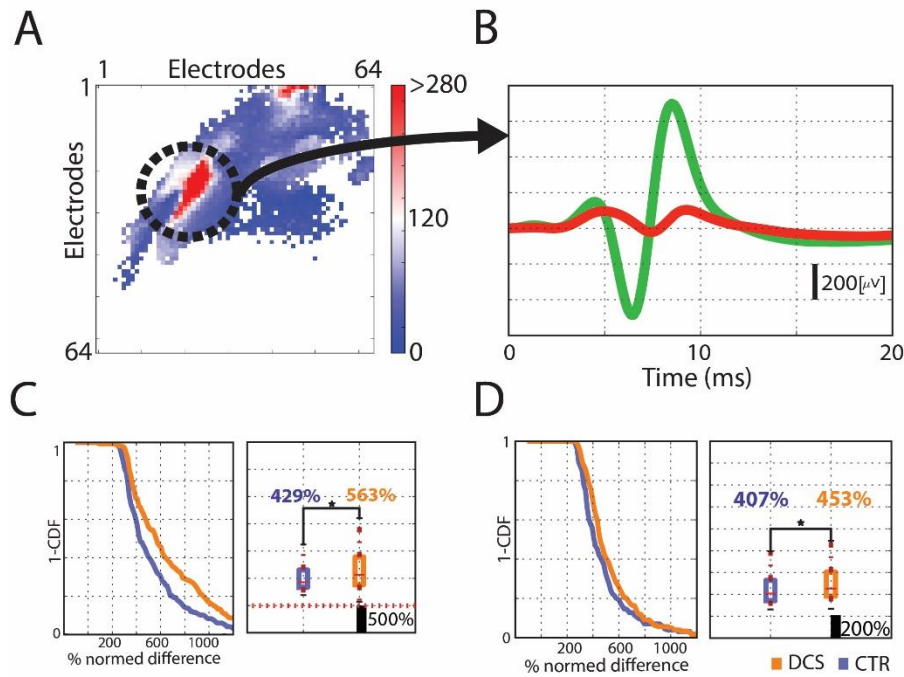 A
1 Electrodes 64
1
Electrodes
64
>280
120
0
B
200[μv]
0 5 10 15 20
Time (ms)
C
1
1-CDF
0
200 600 1000
% normed difference
429% 563%
*
500%
D
1
1-CDF
0
200 600 1000
% normed difference
407% 453%
*
200%
DCS CTR